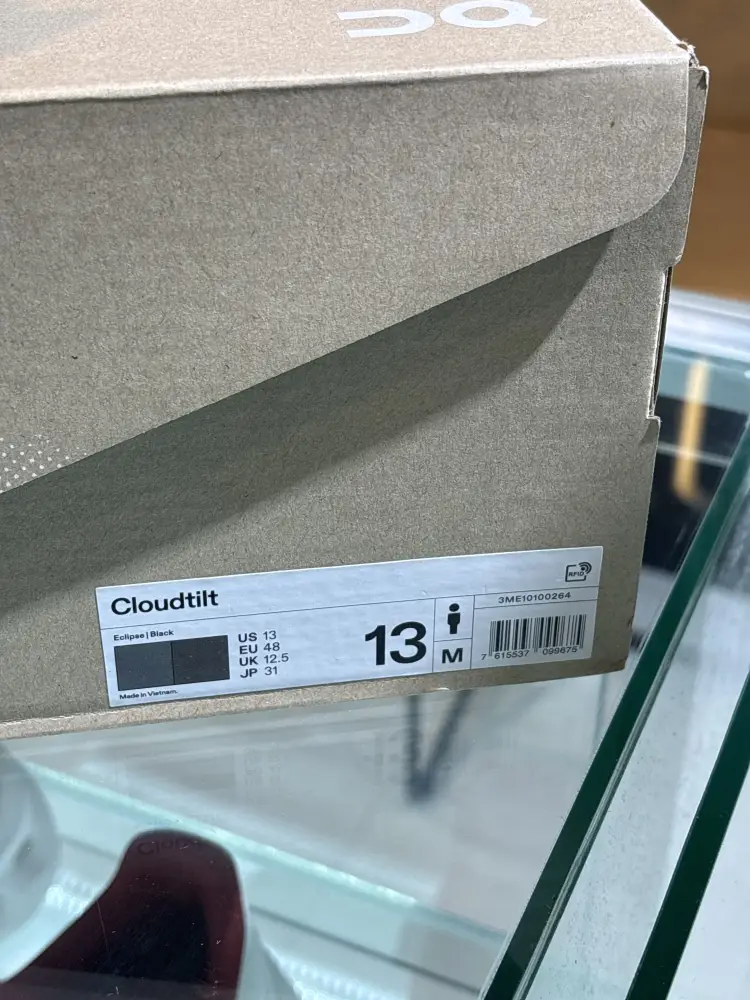 On
Cloudtilt
RFID
3ME10100264
Eclipse | Black
US 13
EU 48
UK 12.5
JP 31
13
M
7 615537 099675
Made in Vietnam.